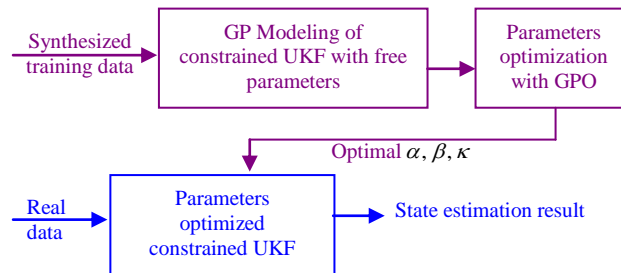 Synthesized
training data
GP Modeling of
constrained UKF with free
parameters
Parameters
optimization
with GPO
Optimal α, β, κ
Real
data
Parameters
optimized
constrained UKF
State estimation result